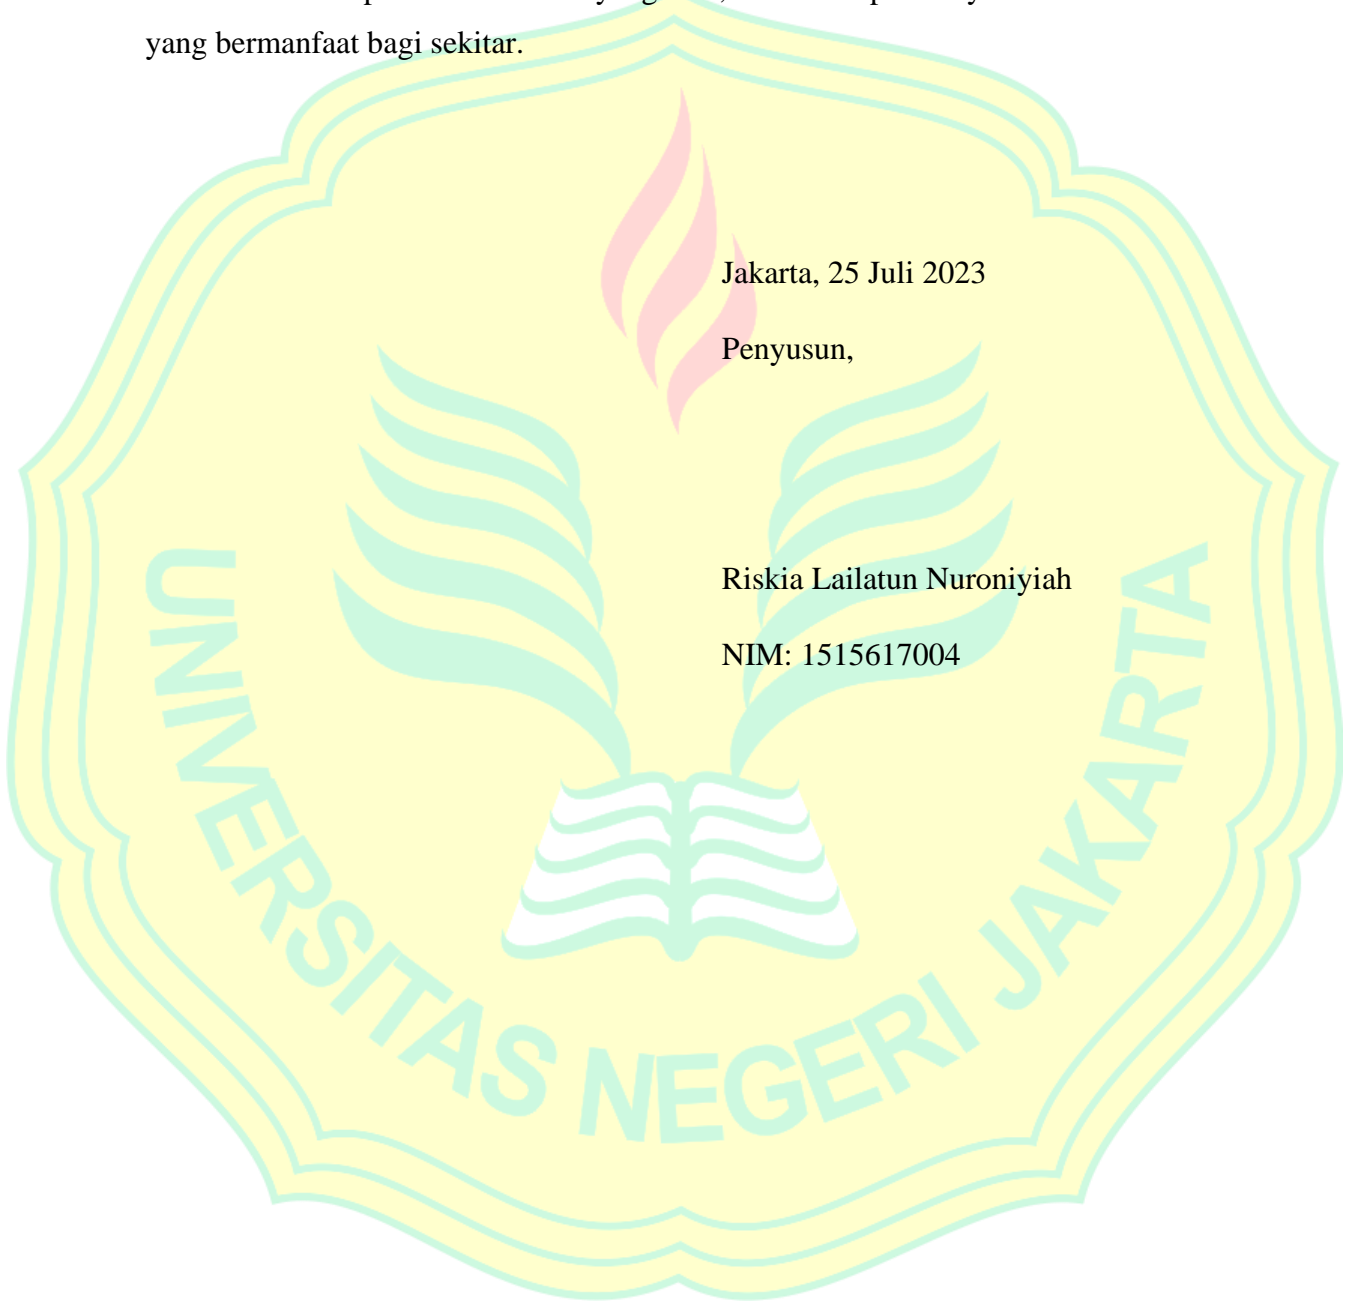 yang bermanfaat bagi sekitar.
Jakarta, 25 Juli 2023
Penyusun,
Riskia Lailatun Nuroniyiah
NIM: 1515617004
UNIVERSITAS NEGERI JAKARTA